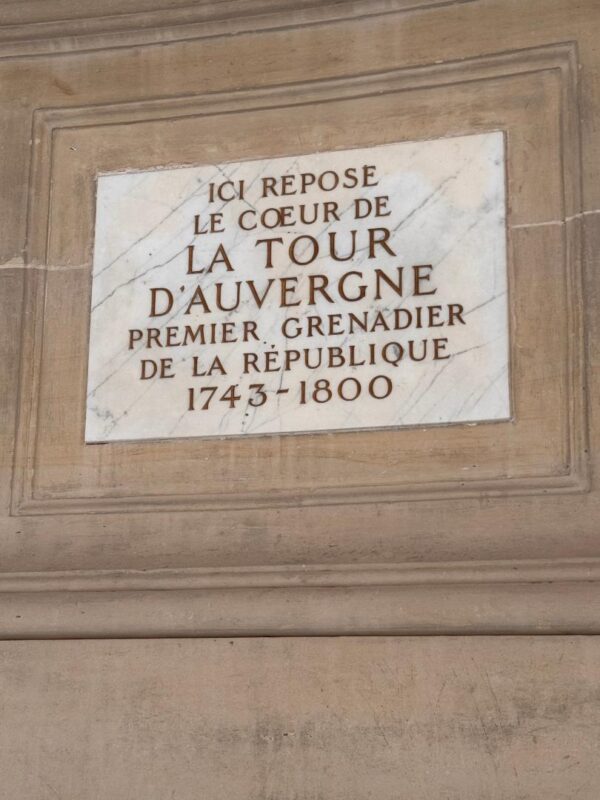 ICI REPOSE
LE CŒUR DE
LA TOUR
D'AUVERGNE
PREMIER GRENADIER
DE LA RÉPUBLIQUE
1743-1800